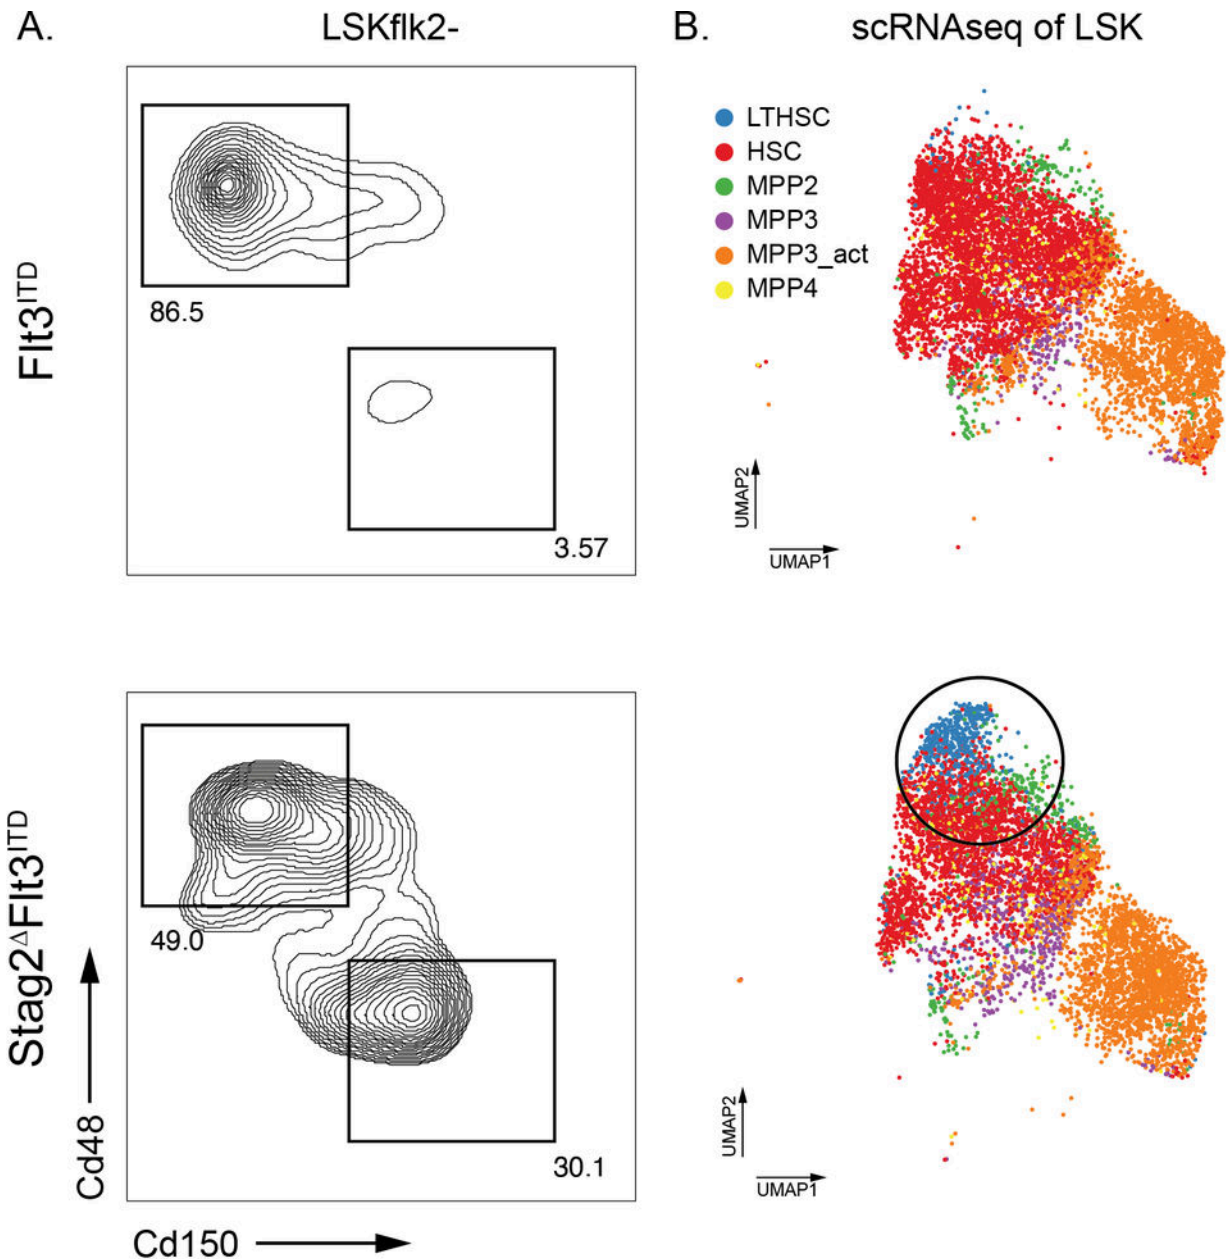 A.
LSKflk2-
B.
scRNAseq of LSK
Flt3ITD
86.5
3.57
LTHSC
HSC
MPP2
MPP3
MPP3_act
MPP4
UMAP2
UMAP1
Stag2ΔFlt3ITD
49.0
30.1
Cd48
Cd150
UMAP2
UMAP1